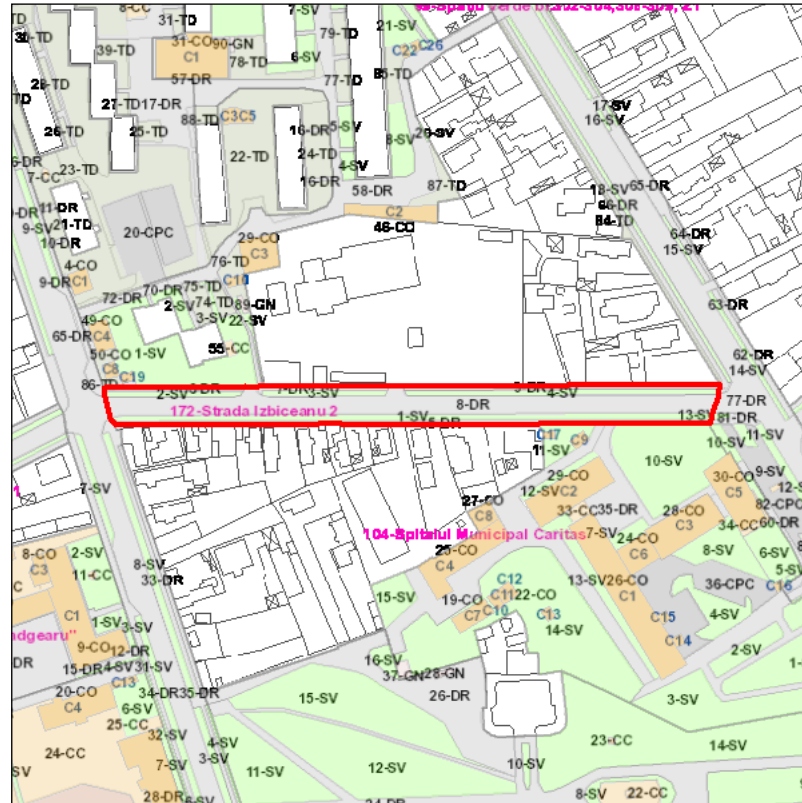 8-CC
31-TD
7-SV
79-TD
21-SV
31-CO
90-GN
C22
C26
39-TD
C1
78-TD
6-SV
28-TD
57-DR
77-TD
27-TD
17-DR
17-SV
16-SV
88-TD
C3
C5
26-TD
25-TD
16-DR
5-SV
22-TD
24-TD
8-SV
23-TD
4-SV
7-CC
16-DR
58-DR
87-TD
18-SV
65-DR
11-DR
C2
66-DR
9-SV
21-TD
20-CPC
46-CC
84-TD
64-DR
10-DR
29-CO
15-SV
C3
4-CO
76-TD
9-DR
C1
C10
75-TD
72-DR
70-DR
74-TD
89-GN
2-SV
3-SV
22-SV
63-DR
49-CO
C4
65-DR
50-CO
1-SV
55-CC
62-DR
C8
C19
14-SV
86-TD
2-SV
7-DR
3-SV
4-SV
8-DR
77-DR
172-Strada Izbiceanu 2
1-SV
13-SV
81-DR
C17
C9
10-SV
11-SV
10-SV
7-SV
29-CO
9-SV
30-CO
12-SV
C2
C5
27-CO
33-CC
35-DR
28-CO
82-CPC
C8
C3
34-CC
60-DR
104-Spitalul Municipal Caritas
7-SV
24-CO
8-CO
2-SV
8-SV
25-CO
C6
8-SV
6-SV
C3
11-CC
33-DR
C4
5-SV
C12
13-SV
26-CO
36-CPC
C16
15-SV
C11
22-CO
C1
19-CO
C10
C13
C15
4-SV
C1
1-SV
3-SV
C7
14-SV
adgearu"
C14
9-CO
12-DR
2-SV
16-SV
DR
15-DR
4-SV
31-SV
28-GN
37-GN
C13
20-CO
34-DR
35-DR
26-DR
3-SV
C4
6-SV
15-SV
25-CC
32-SV
4-SV
23-CC
24-CC
3-SV
14-SV
7-SV
11-SV
12-SV
10-SV
28-DR
8-SV
22-CC